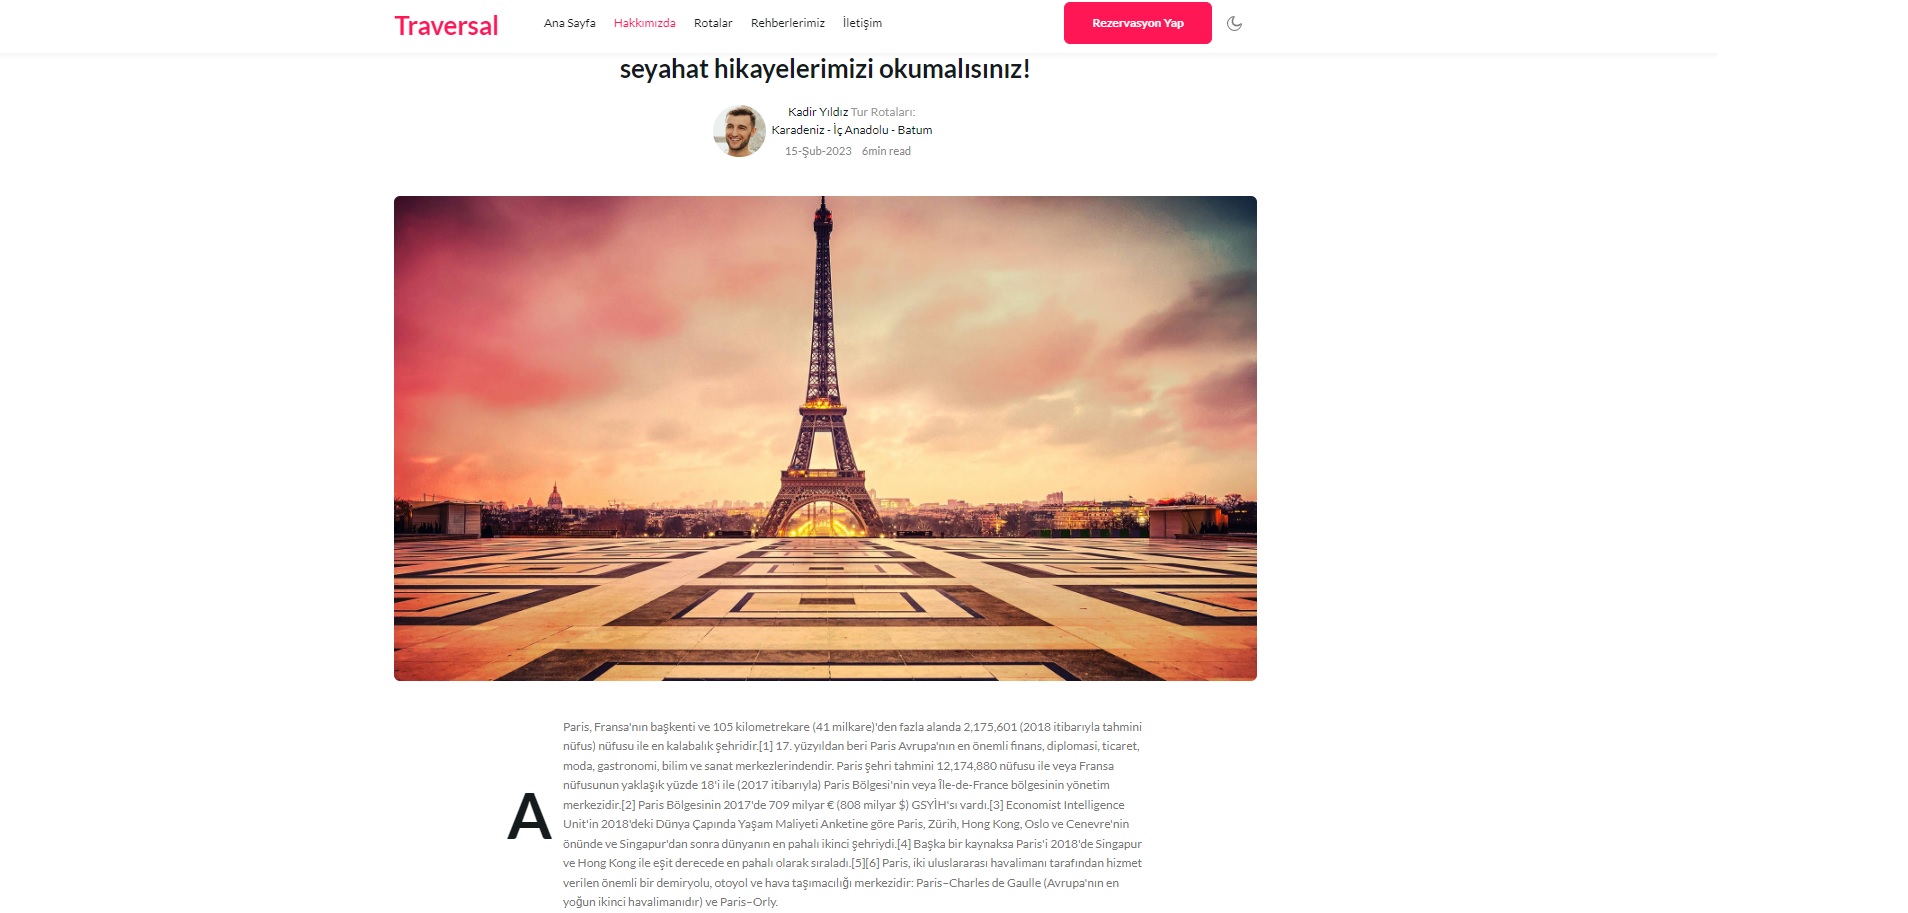 Traversal
Ana Sayfa Hakkımızda Rotalar Rehberlerimiz İletişim
Rezervasyon Yap
seyahat hikayelerimizi okumalısınız!
Kadir Yıldız Tur Rotaları:
Karadeniz - İç Anadolu - Batum
15-Şub-2023 6min read
A
Paris, Fransa'nın başkenti ve 105 kilometrekare (41 milkare)'den fazla alanda 2,175,601 (2018 itibarıyla tahmini
nüfus) nüfusu ile en kalabalık şehridir.[1] 17. yüzyıldan beri Paris Avrupa'nın en önemli finans, diplomasi, ticaret,
moda, gastronomi, bilim ve sanat merkezlerindendir. Paris şehri tahmini 12,174,880 nüfusu ile veya Fransa
nüfusunun yaklaşık yüzde 18'i ile (2017 itibarıyla) Paris Bölgesi'nin veya Île-de-France bölgesinin yönetim
merkezidir.[2] Paris Bölgesinin 2017'de 709 milyar € (808 milyar $) GSYİH'sı vardı.[3] Economist Intelligence
Unit'in 2018'deki Dünya Çapında Yaşam Maliyeti Anketine göre Paris, Zürih, Hong Kong, Oslo ve Cenevre'nin
önünde ve Singapur'dan sonra dünyanın en pahalı ikinci şehriydi.[4] Başka bir kaynaksa Paris'i 2018'de Singapur
ve Hong Kong ile eşit derecede en pahalı olarak sıraladı.[5][6] Paris, iki uluslararası havalimanı tarafından hizmet
verilen önemli bir demiryolu, otoyol ve hava taşımacılığı merkezidir: Paris–Charles de Gaulle (Avrupa'nın en
yoğun ikinci havalimanıdır) ve Paris–Orly.